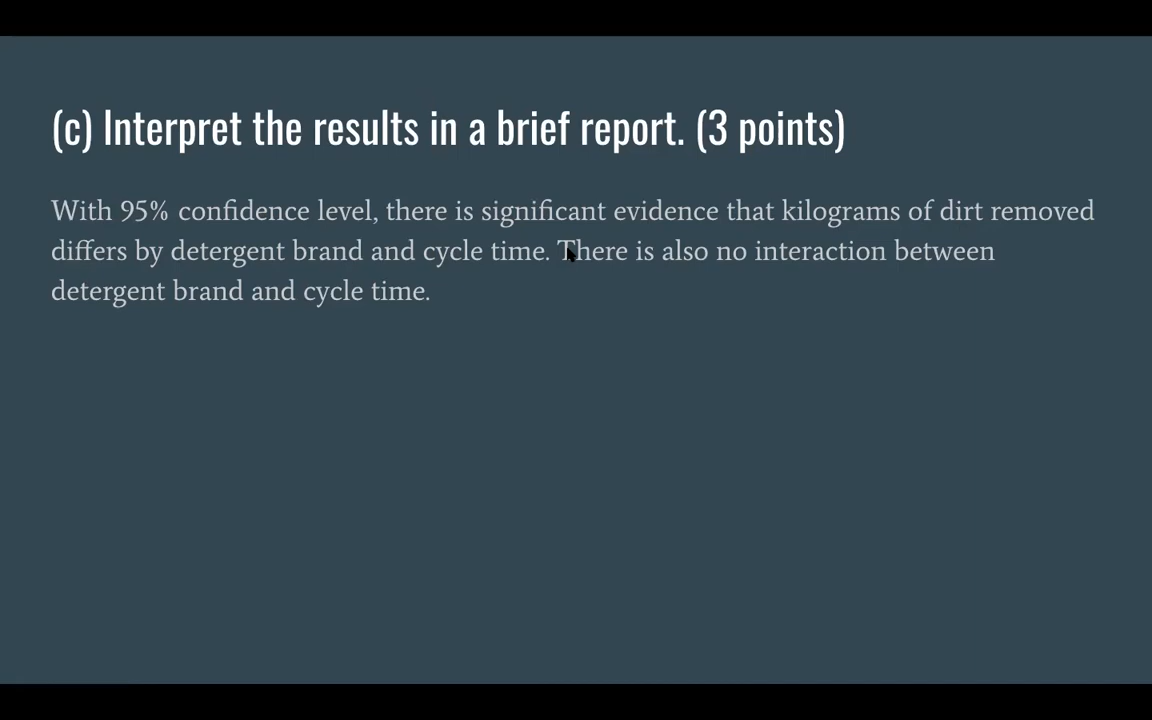 (c) Interpret the results in a brief report. (3 points)
With 95% confidence level, there is significant evidence that kilograms of dirt removed
differs by detergent brand and cycle time. There is also no interaction between
detergent brand and cycle time.